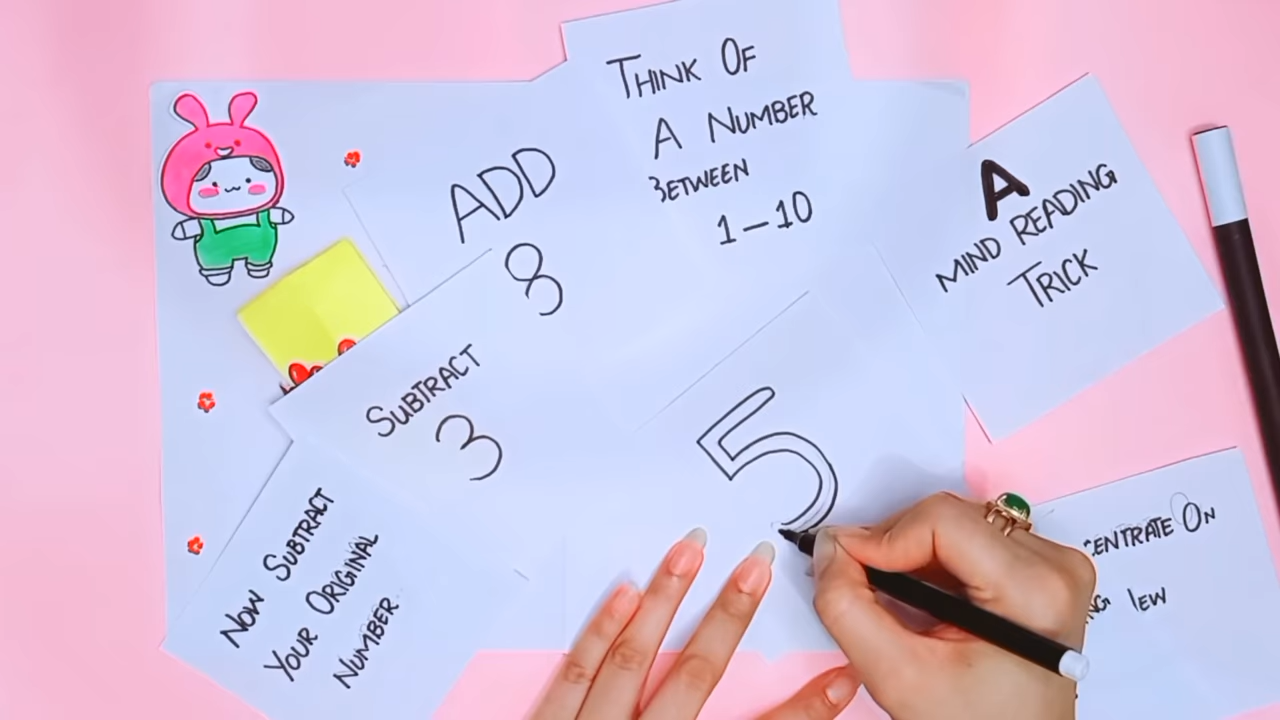 THINK OF
A NUMBER
BETWEEN
1-10
ADD
8
SUBTRACT
3
NOW SUBTRACT
YOUR ORIGINAL
NUMBER
5
A
MIND READING
TRICK
CENTRATE ON
NG